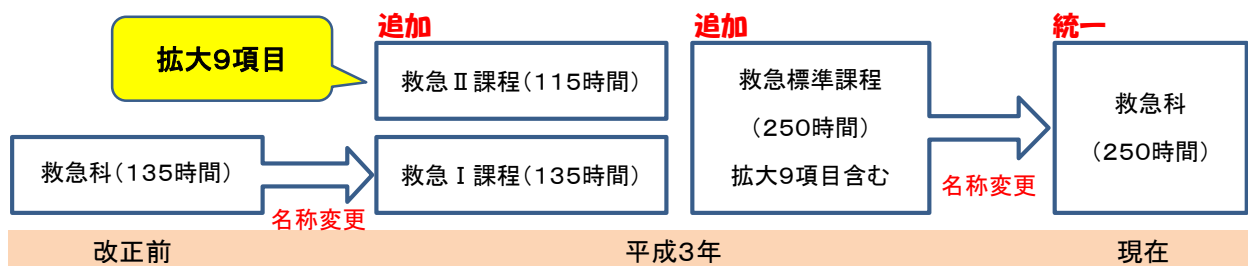 追加
追加
統一
拡大9項目
救急Ⅱ課程(115時間)
救急科(135時間)
名称変更
救急Ⅰ課程(135時間)
救急標準課程
(250時間)
拡大9項目含む
名称変更
救急科
(250時間)
改正前
平成3年
現在